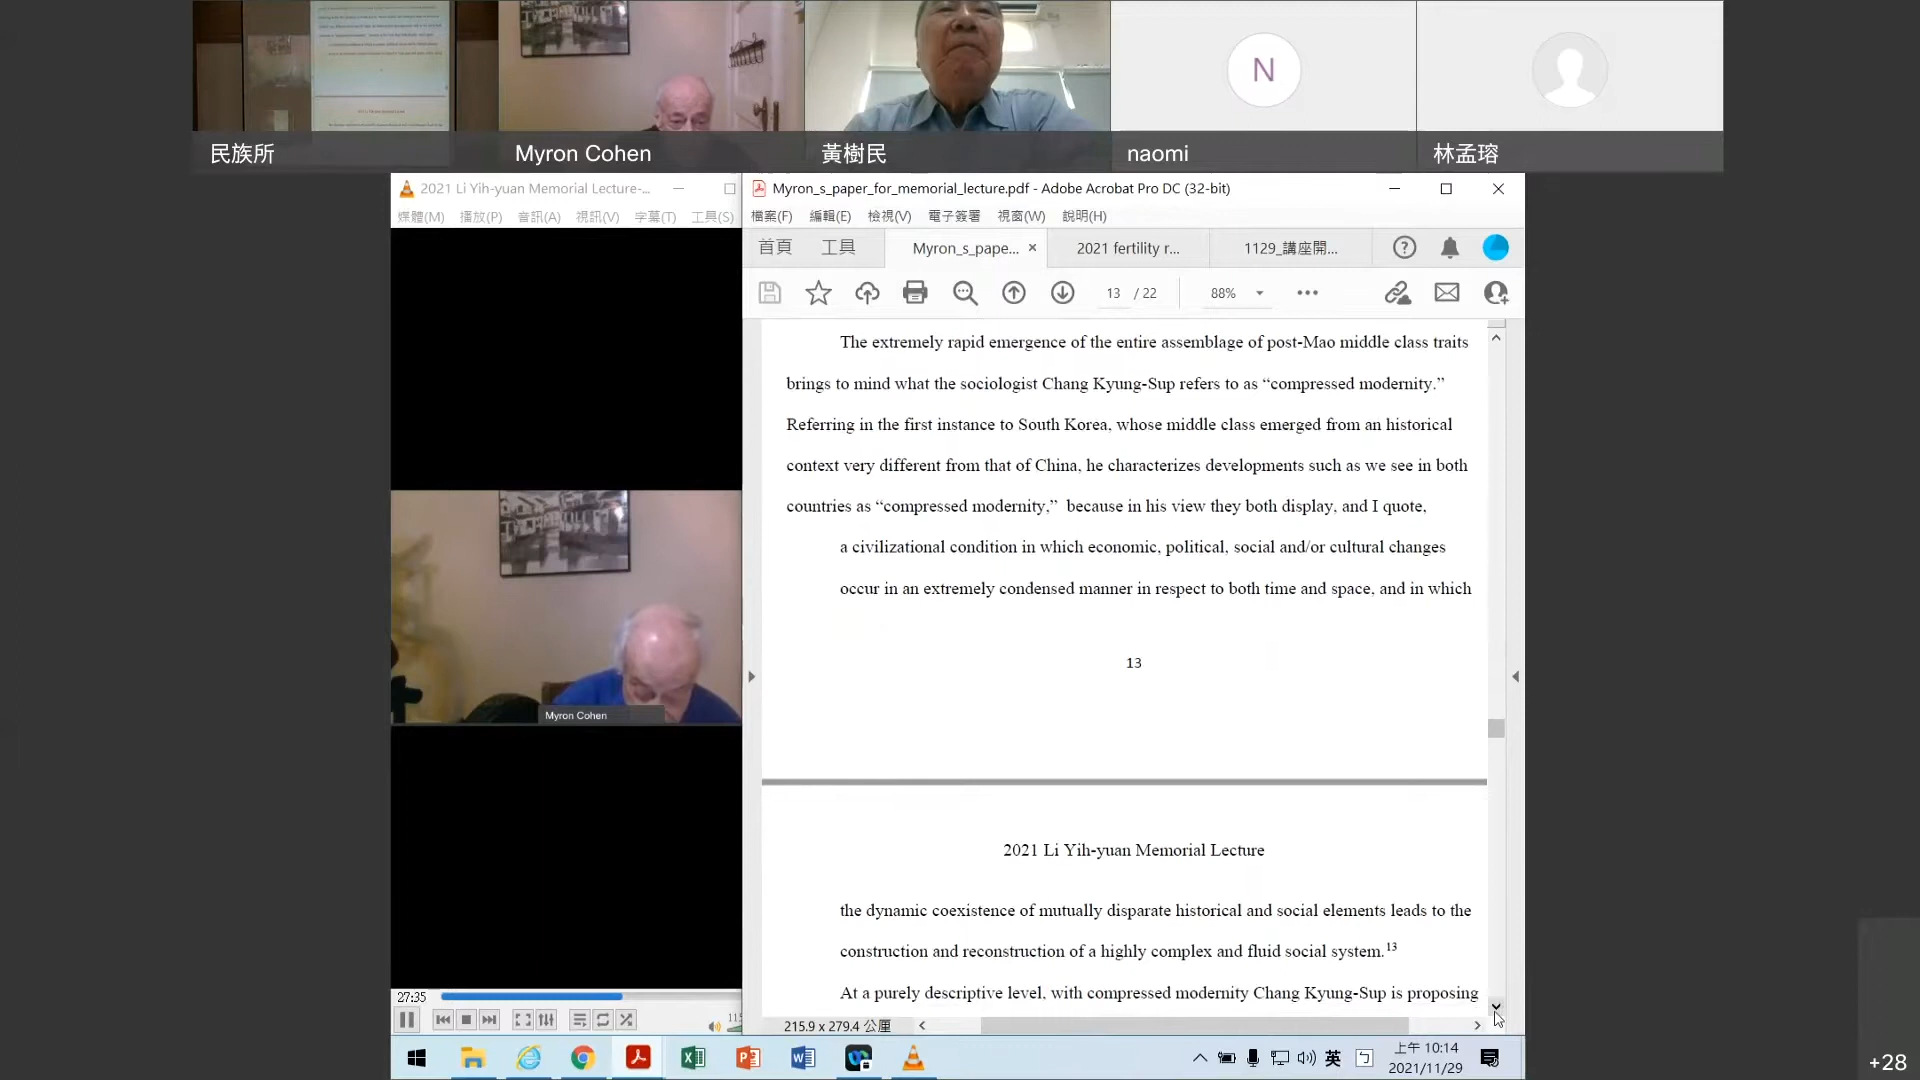 民族所
Myron Cohen
黃樹民
N
naomi
林孟瑢
2021 Li Yih-yuan Memorial Lecture-...
媒體(M) 播放(P) 音訊(A) 視訊(V) 字幕(T) 工具(S)
Myron_s_paper_for_memorial_lecture.pdf - Adobe Acrobat Pro DC (32-bit)
檔案(F) 編輯(E) 檢視(V) 電子簽署 視窗(W) 說明(H)
首頁 工具 Myron_s_pape... × 2021 fertility r... 1129_講座開...
13 / 22 88%
The extremely rapid emergence of the entire assemblage of post-Mao middle class traits
brings to mind what the sociologist Chang Kyung-Sup refers to as “compressed modernity.”
Referring in the first instance to South Korea, whose middle class emerged from an historical
context very different from that of China, he characterizes developments such as we see in both
countries as “compressed modernity,” because in his view they both display, and I quote,
a civilizational condition in which economic, political, social and/or cultural changes
occur in an extremely condensed manner in respect to both time and space, and in which
13
2021 Li Yih-yuan Memorial Lecture
the dynamic coexistence of mutually disparate historical and social elements leads to the
construction and reconstruction of a highly complex and fluid social system.13
At a purely descriptive level, with compressed modernity Chang Kyung-Sup is proposing
215.9 x 279.4 公厘
Myron Cohen
27:35
英
上午 10:14
2021/11/29
+28